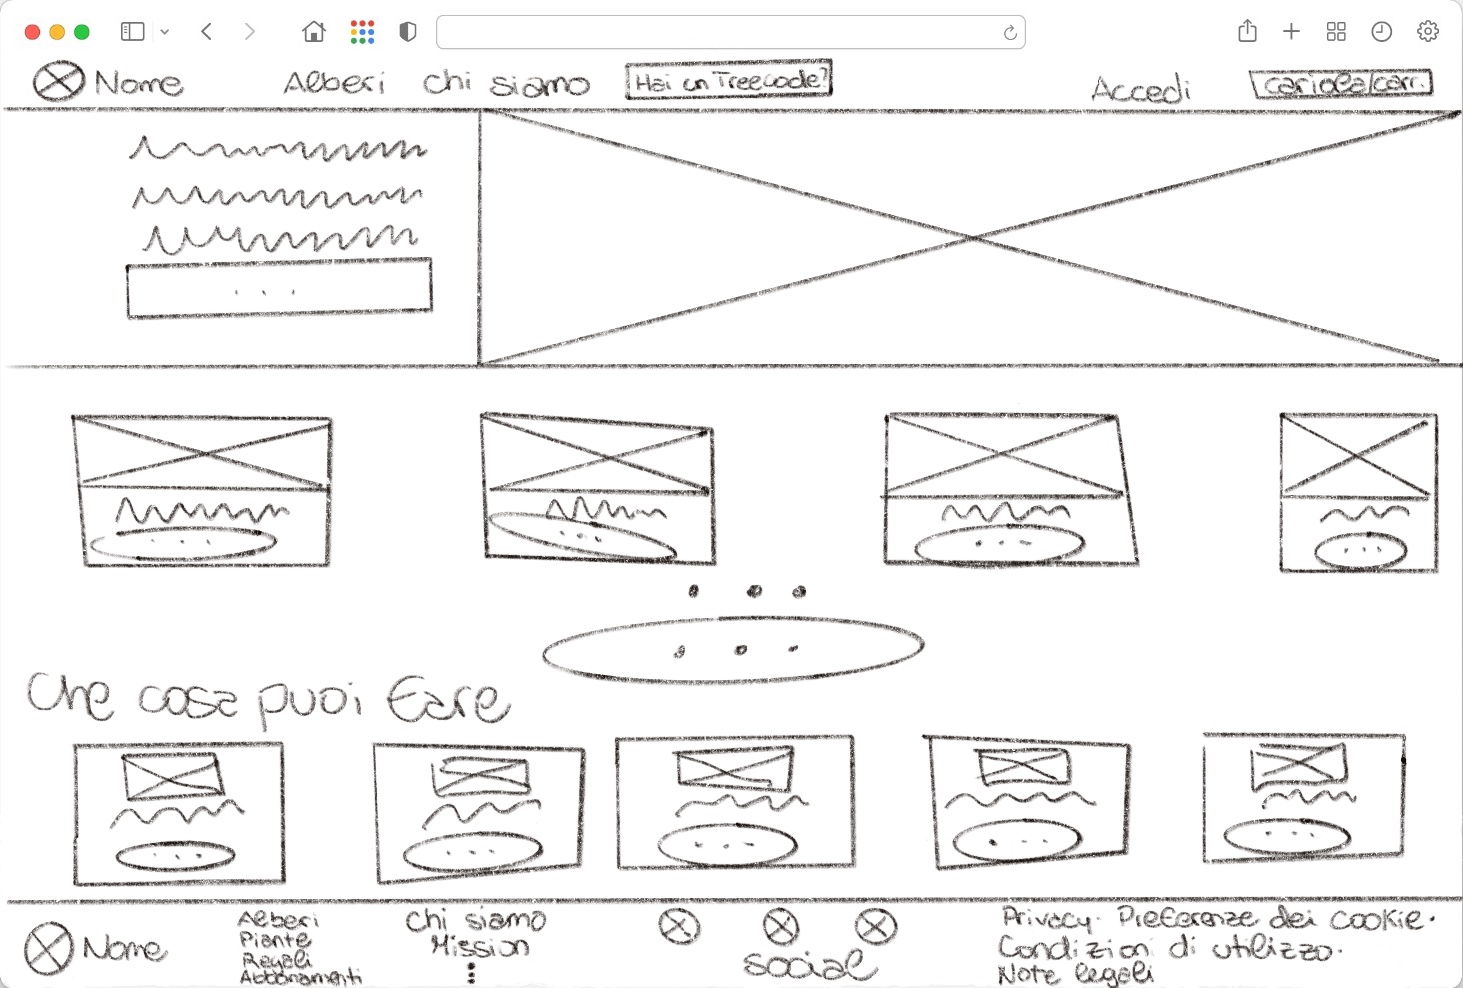 Nome Alberi Chi siamo Hai un TreeCode? Accedi cariola/carr.
Che cosa puoi fare
Nome
Alberi
Piante
Regali
Abbonamenti
Chi siamo
Mission
social
Privacy · Preferenze dei cookie ·
Condizioni di utilizzo ·
Note legali